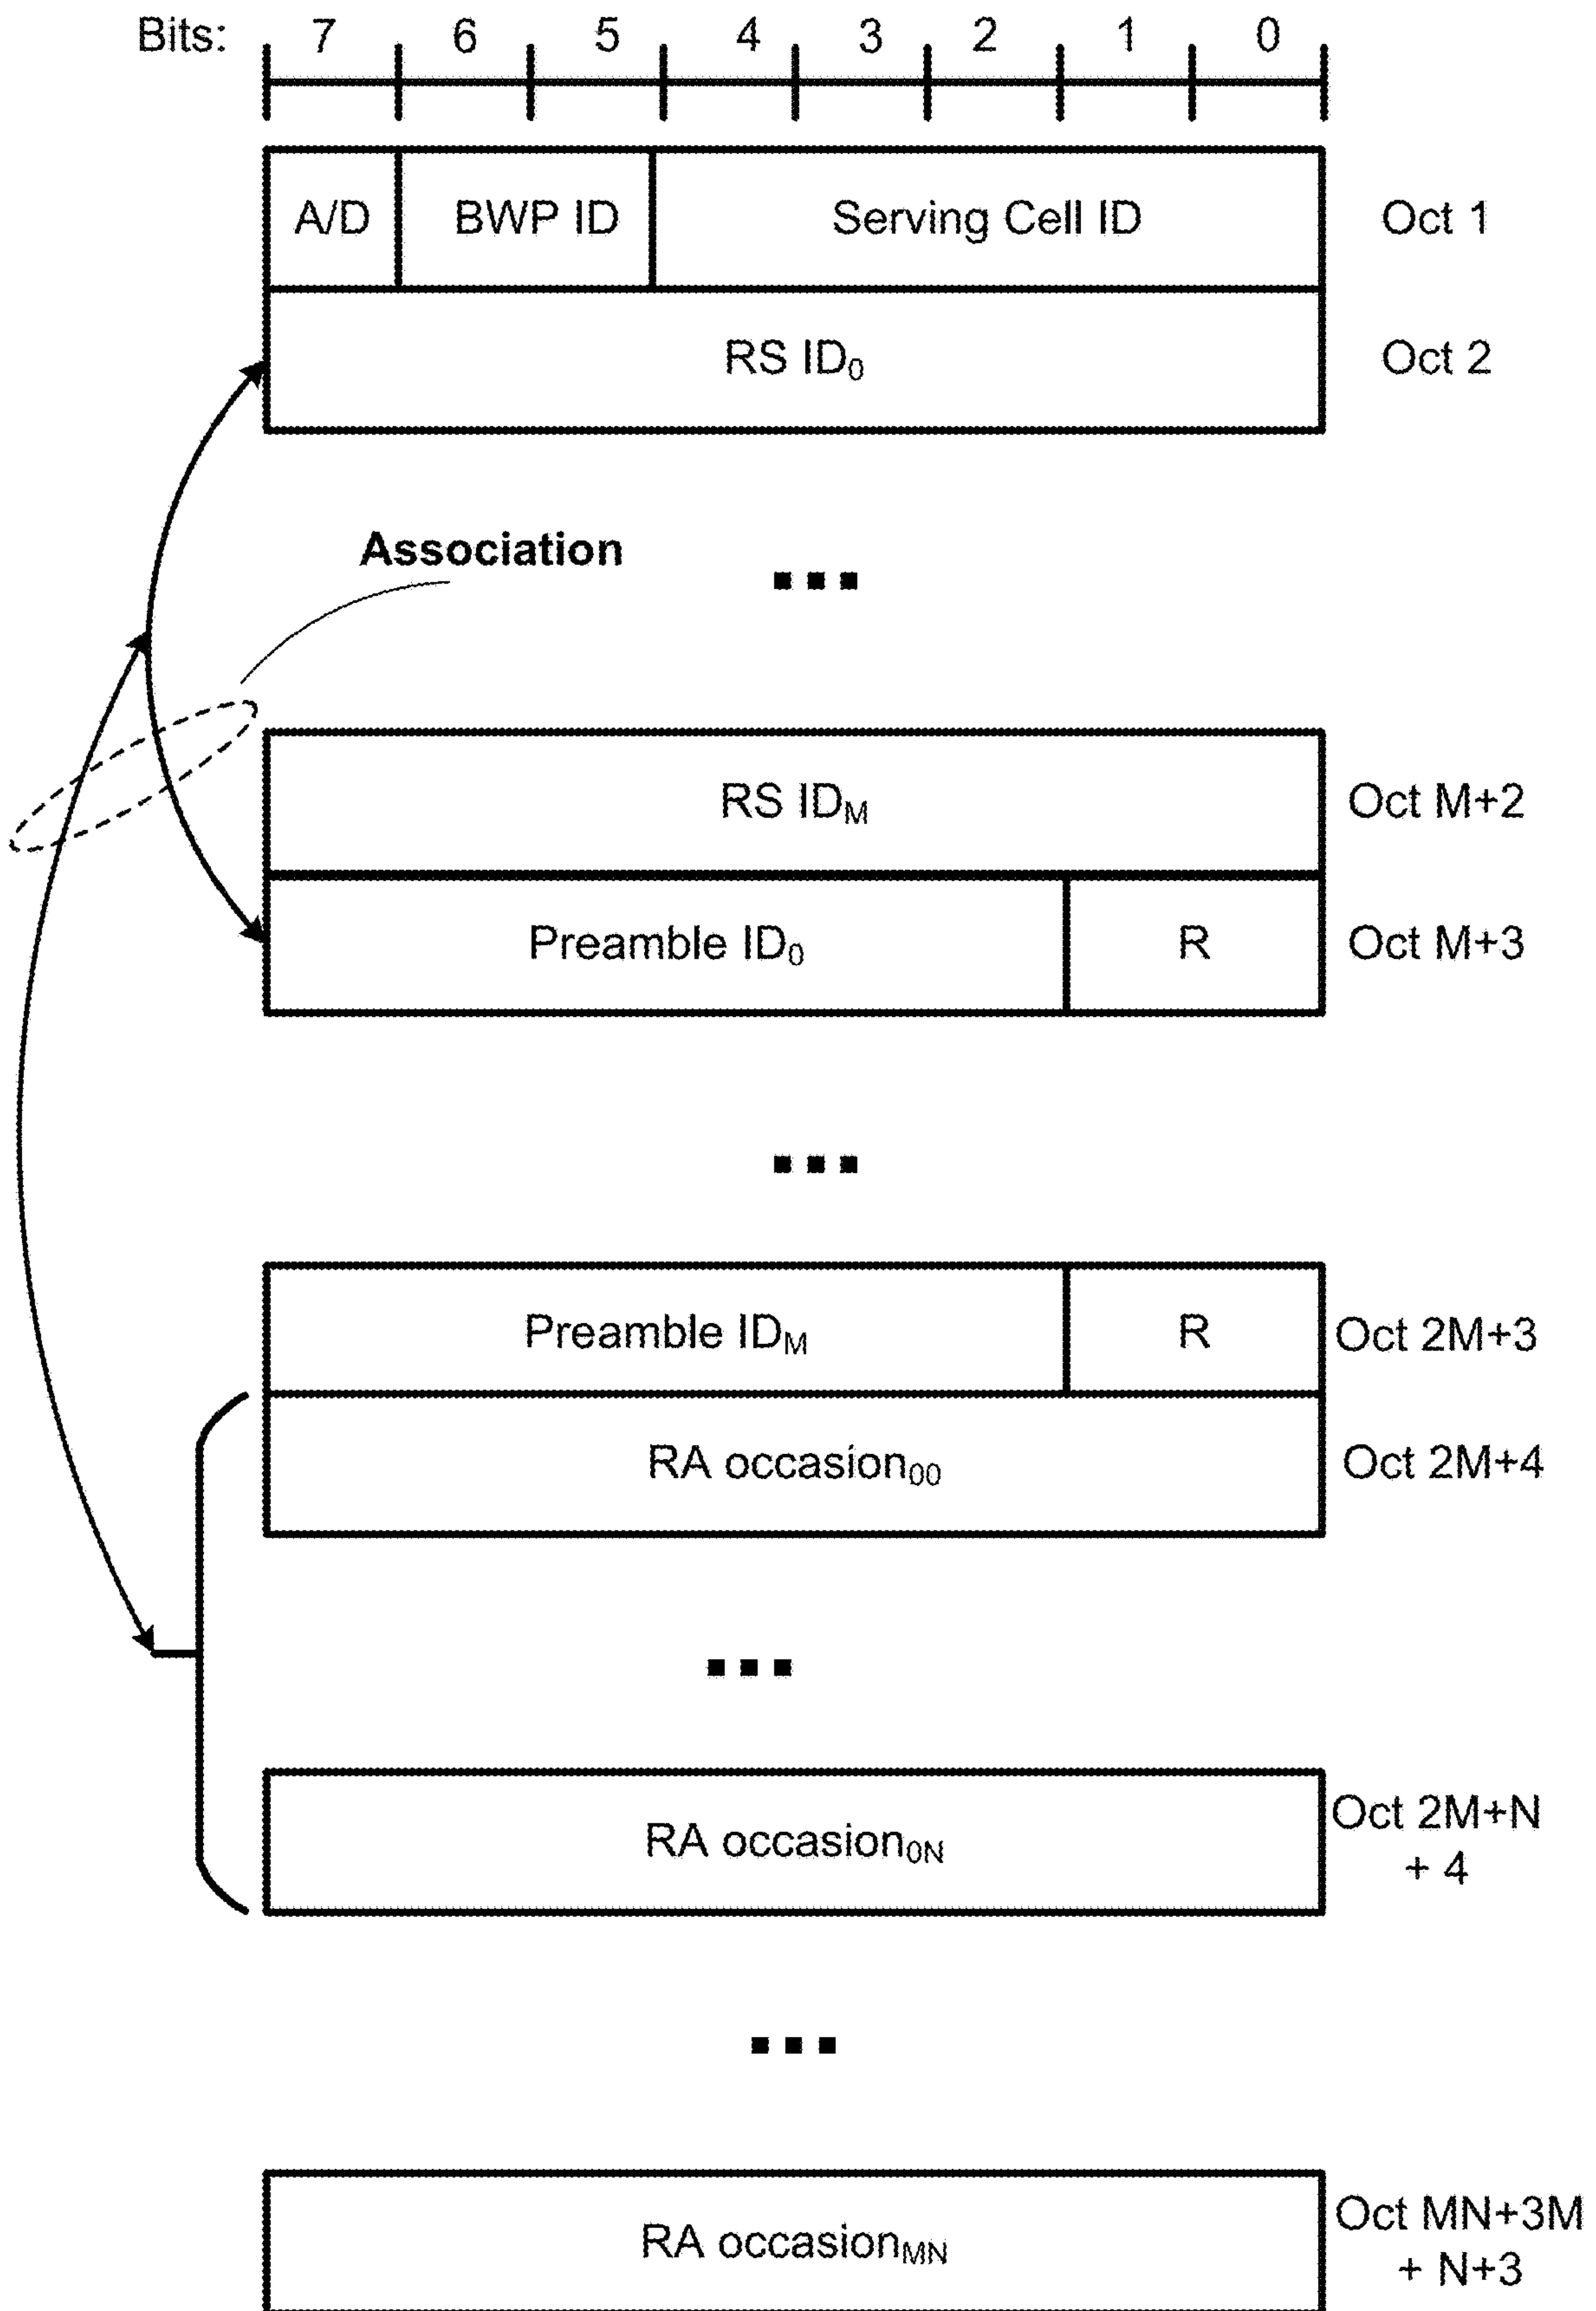 Bits: 7 6 5 4 3 2 1 0
A/D BWP ID Serving Cell ID Oct 1
RS ID0 Oct 2
Association
...
RS IDM Oct M+2
Preamble ID0 R Oct M+3
...
Preamble IDM R Oct 2M+3
RA occasion00 Oct 2M+4
...
RA occasion0N Oct 2M+N
+ 4
...
RA occasionMN Oct MN+3M
+ N+3